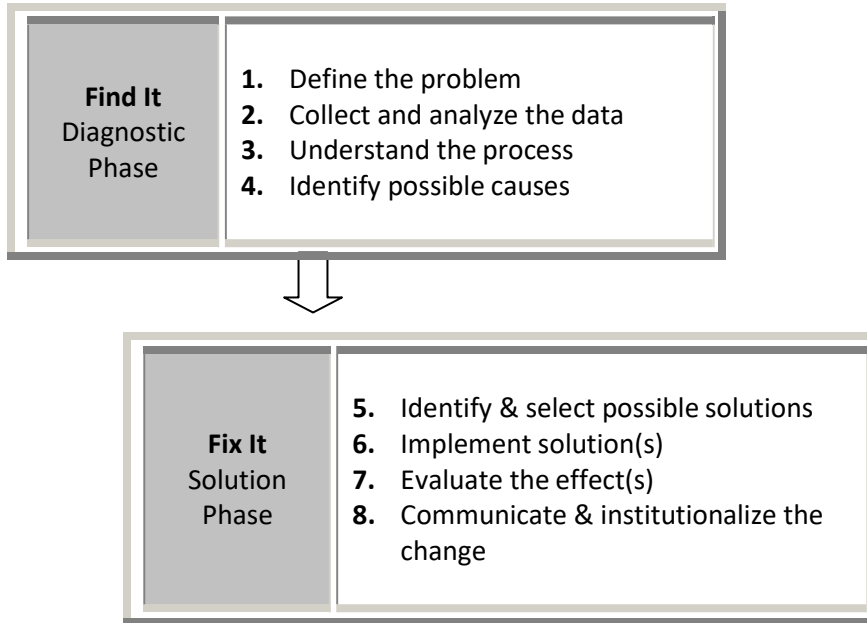 Find It
Diagnostic
Phase
1. Define the problem
2. Collect and analyze the data
3. Understand the process
4. Identify possible causes
Fix It
Solution
Phase
5. Identify & select possible solutions
6. Implement solution(s)
7. Evaluate the effect(s)
8. Communicate & institutionalize the
change